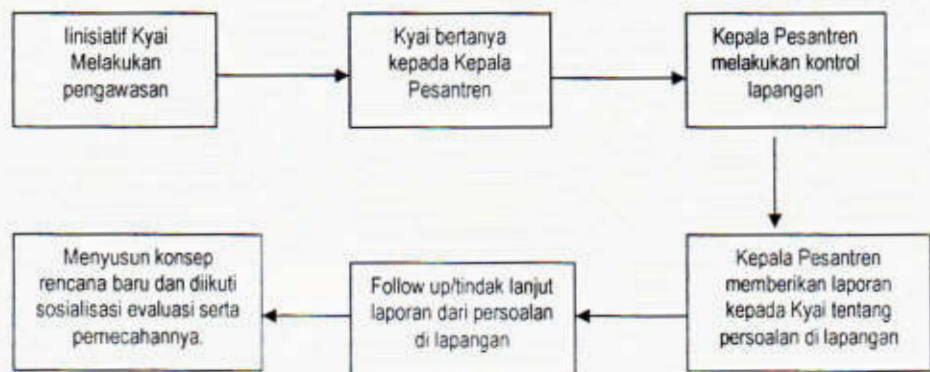 Iinisiatif Kyai
Melakukan
pengawasan
Kyai bertanya
kepada Kepala
Pesantren
Kepala Pesantren
melakukan kontrol
lapangan
Kepala Pesantren
memberikan laporan
kepada Kyai tentang
persoalan di lapangan
Follow up/tindak lanjut
laporan dari persoalan
di lapangan
Menyusun konsep
rencana baru dan diikuti
sosialisasi evaluasi serta
pemecahannya.